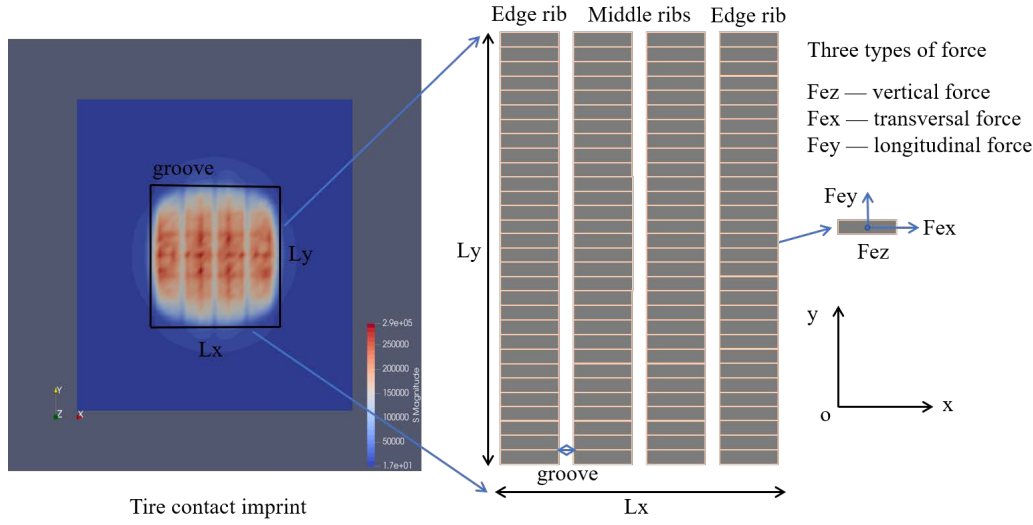 Edge rib Middle ribs Edge rib
Three types of force
Fez — vertical force
Fex — transversal force
Fey — longitudinal force
groove
Ly
Lx
2.9e+05
250000
200000
150000
100000
50000
1.7e+01
S Magnitude
Y
Z X
Ly
groove
Lx
Fey
Fex
Fez
y
o
x
Tire contact imprint